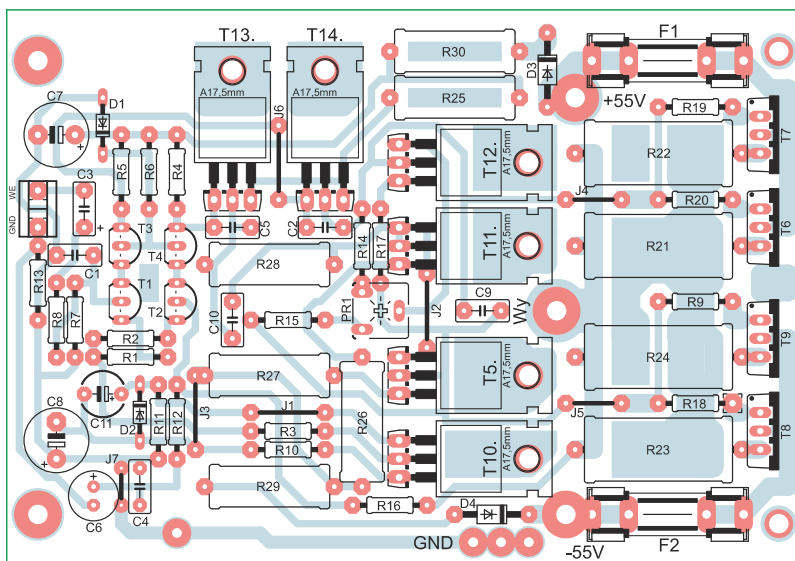 T13.
T14.
F1
R30
R25
D3
+55V
C7
D1
+
A17,5mm
A17,5mm
J6
R19
T7
R22
T12.
A17,5mm
R5
R6
R4
WE
GND
C3
+
T3
T4
C5
C2
R14
R17
J4
R20
T6
R21
T11.
A17,5mm
C1
R13
R28
T1
T2
R8
R7
C10
R15
PR1
J2
C9
Wy
R9
T9
R24
R2
R1
R27
T5.
A17,5mm
C11
+
D2
R11
R12
J3
J1
R3
R10
R26
J5
R18
T8
R23
C8
+
T10.
A17,5mm
J7
+
C6
C4
R29
R16
D4
GND
-55V
F2